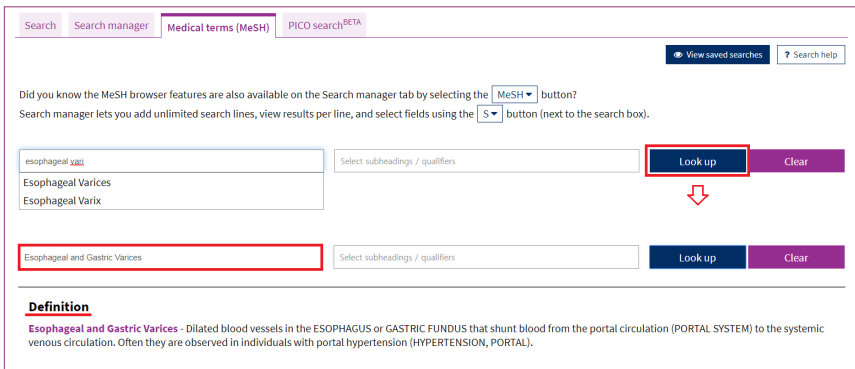 Search Search manager Medical terms (MeSH) PICO searchBETA
View saved searches ? Search help
Did you know the MeSH browser features are also available on the Search manager tab by selecting the MeSH button?
Search manager lets you add unlimited search lines, view results per line, and select fields using the S button (next to the search box).
esophageal vari Select subheadings / qualifiers Look up Clear
Esophageal Varices
Esophageal Varix
Esophageal and Gastric Varices Select subheadings / qualifiers Look up Clear
Definition
Esophageal and Gastric Varices - Dilated blood vessels in the ESOPHAGUS or GASTRIC FUNDUS that shunt blood from the portal circulation (PORTAL SYSTEM) to the systemic
venous circulation. Often they are observed in individuals with portal hypertension (HYPERTENSION, PORTAL).